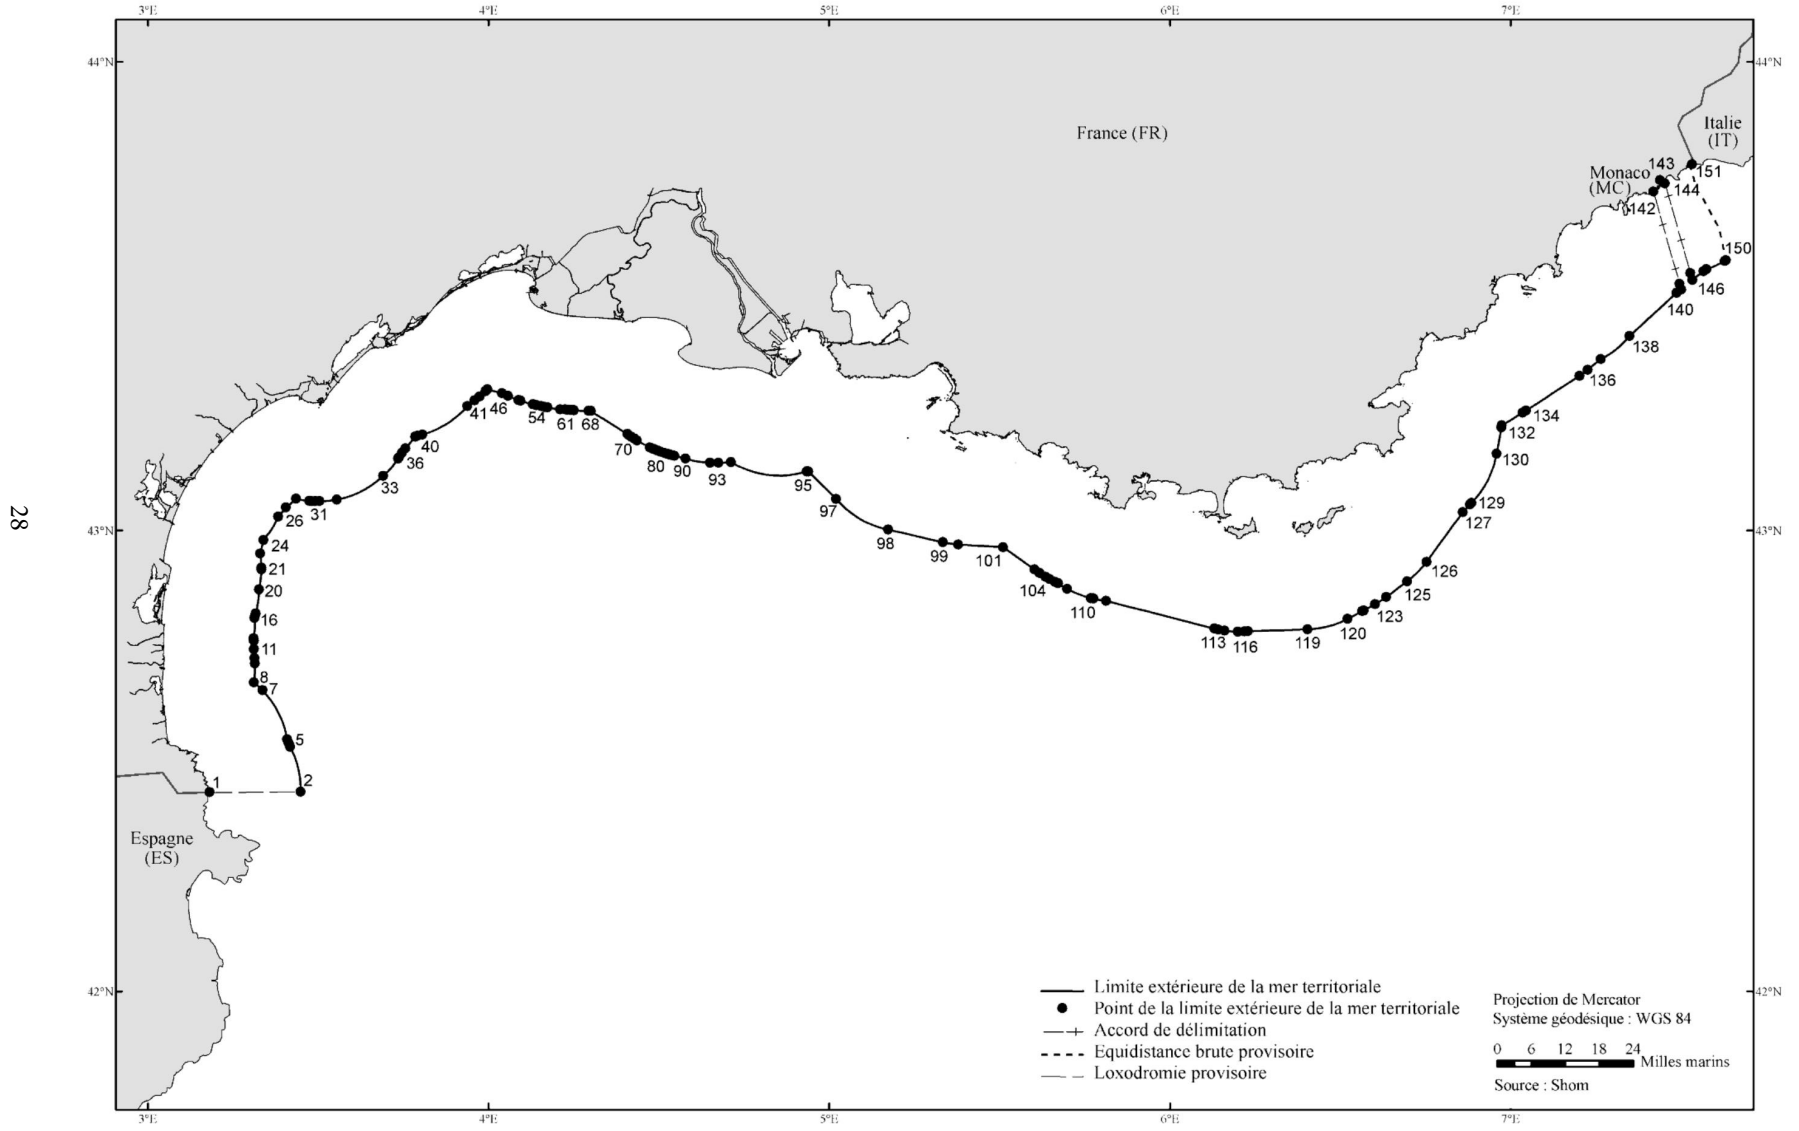 3°E 4°E 5°E 6°E 7°E
44°N 44°N
France (FR)
Italie
(IT)
Monaco
(MC)
143
151
144
142
150
146
140
138
136
134
132
130
129
127
126
125
123
120
119
116
113
110
104
101
99
98
97
95
93
90
80
70
68
61
54
46
41
40
36
33
31
26
24
21
20
16
11
8
7
5
2
1
43°N 43°N
28
Espagne
(ES)
42°N 42°N
Limite extérieure de la mer territoriale
Point de la limite extérieure de la mer territoriale
Accord de délimitation
Equidistance brute provisoire
Loxodromie provisoire
Projection de Mercator
Système géodésique : WGS 84
0 6 12 18 24
Milles marins
Source : Shom
3°E 4°E 5°E 6°E 7°E